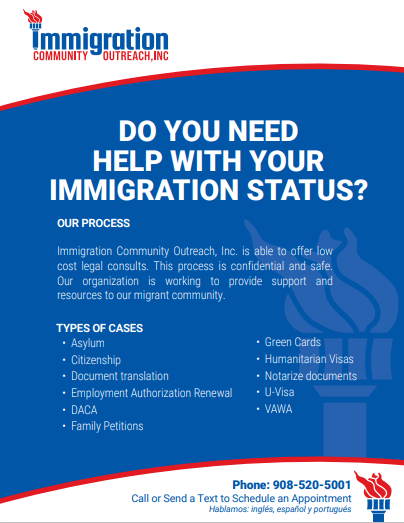 Immigration
COMMUNITY OUTREACH,INC
DO YOU NEED
HELP WITH YOUR
IMMIGRATION STATUS?
OUR PROCESS
Immigration Community Outreach, Inc. is able to offer low
cost legal consults. This process is confidential and safe.
Our organization is working to provide support and
resources to our migrant community.
TYPES OF CASES
• Asylum
• Citizenship
• Document translation
• Employment Authorization Renewal
• DACA
• Family Petitions
• Green Cards
• Humanitarian Visas
• Notarize documents
• U-Visa
• VAWA
Phone: 908-520-5001
Call or Send a Text to Schedule an Appointment
Hablamos: inglés, español y portugués